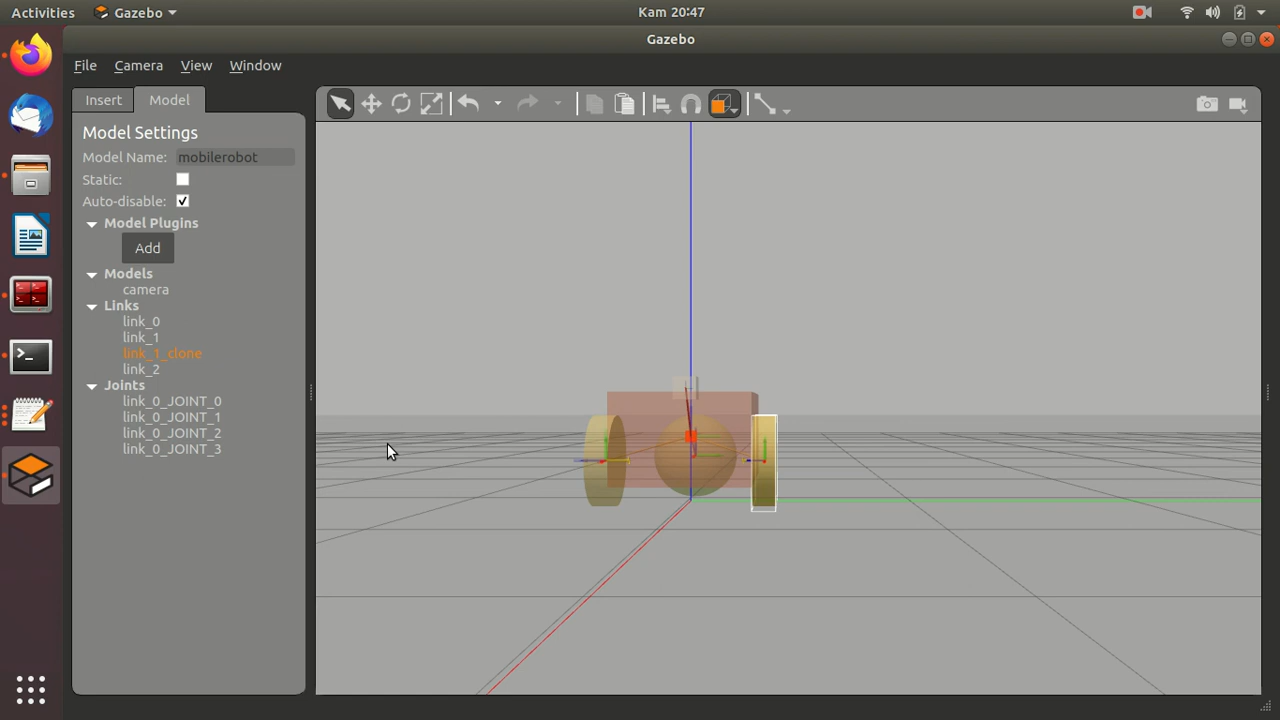 Activities
Gazebo
Kam 20:47
Gazebo
File
Camera
View
Window
Insert
Model
Model Settings
Model Name: mobilerobot
Static:
Auto-disable:
Model Plugins
Add
Models
camera
Links
link_0
link_1
link_1_clone
link_2
Joints
link_0_JOINT_0
link_0_JOINT_1
link_0_JOINT_2
link_0_JOINT_3